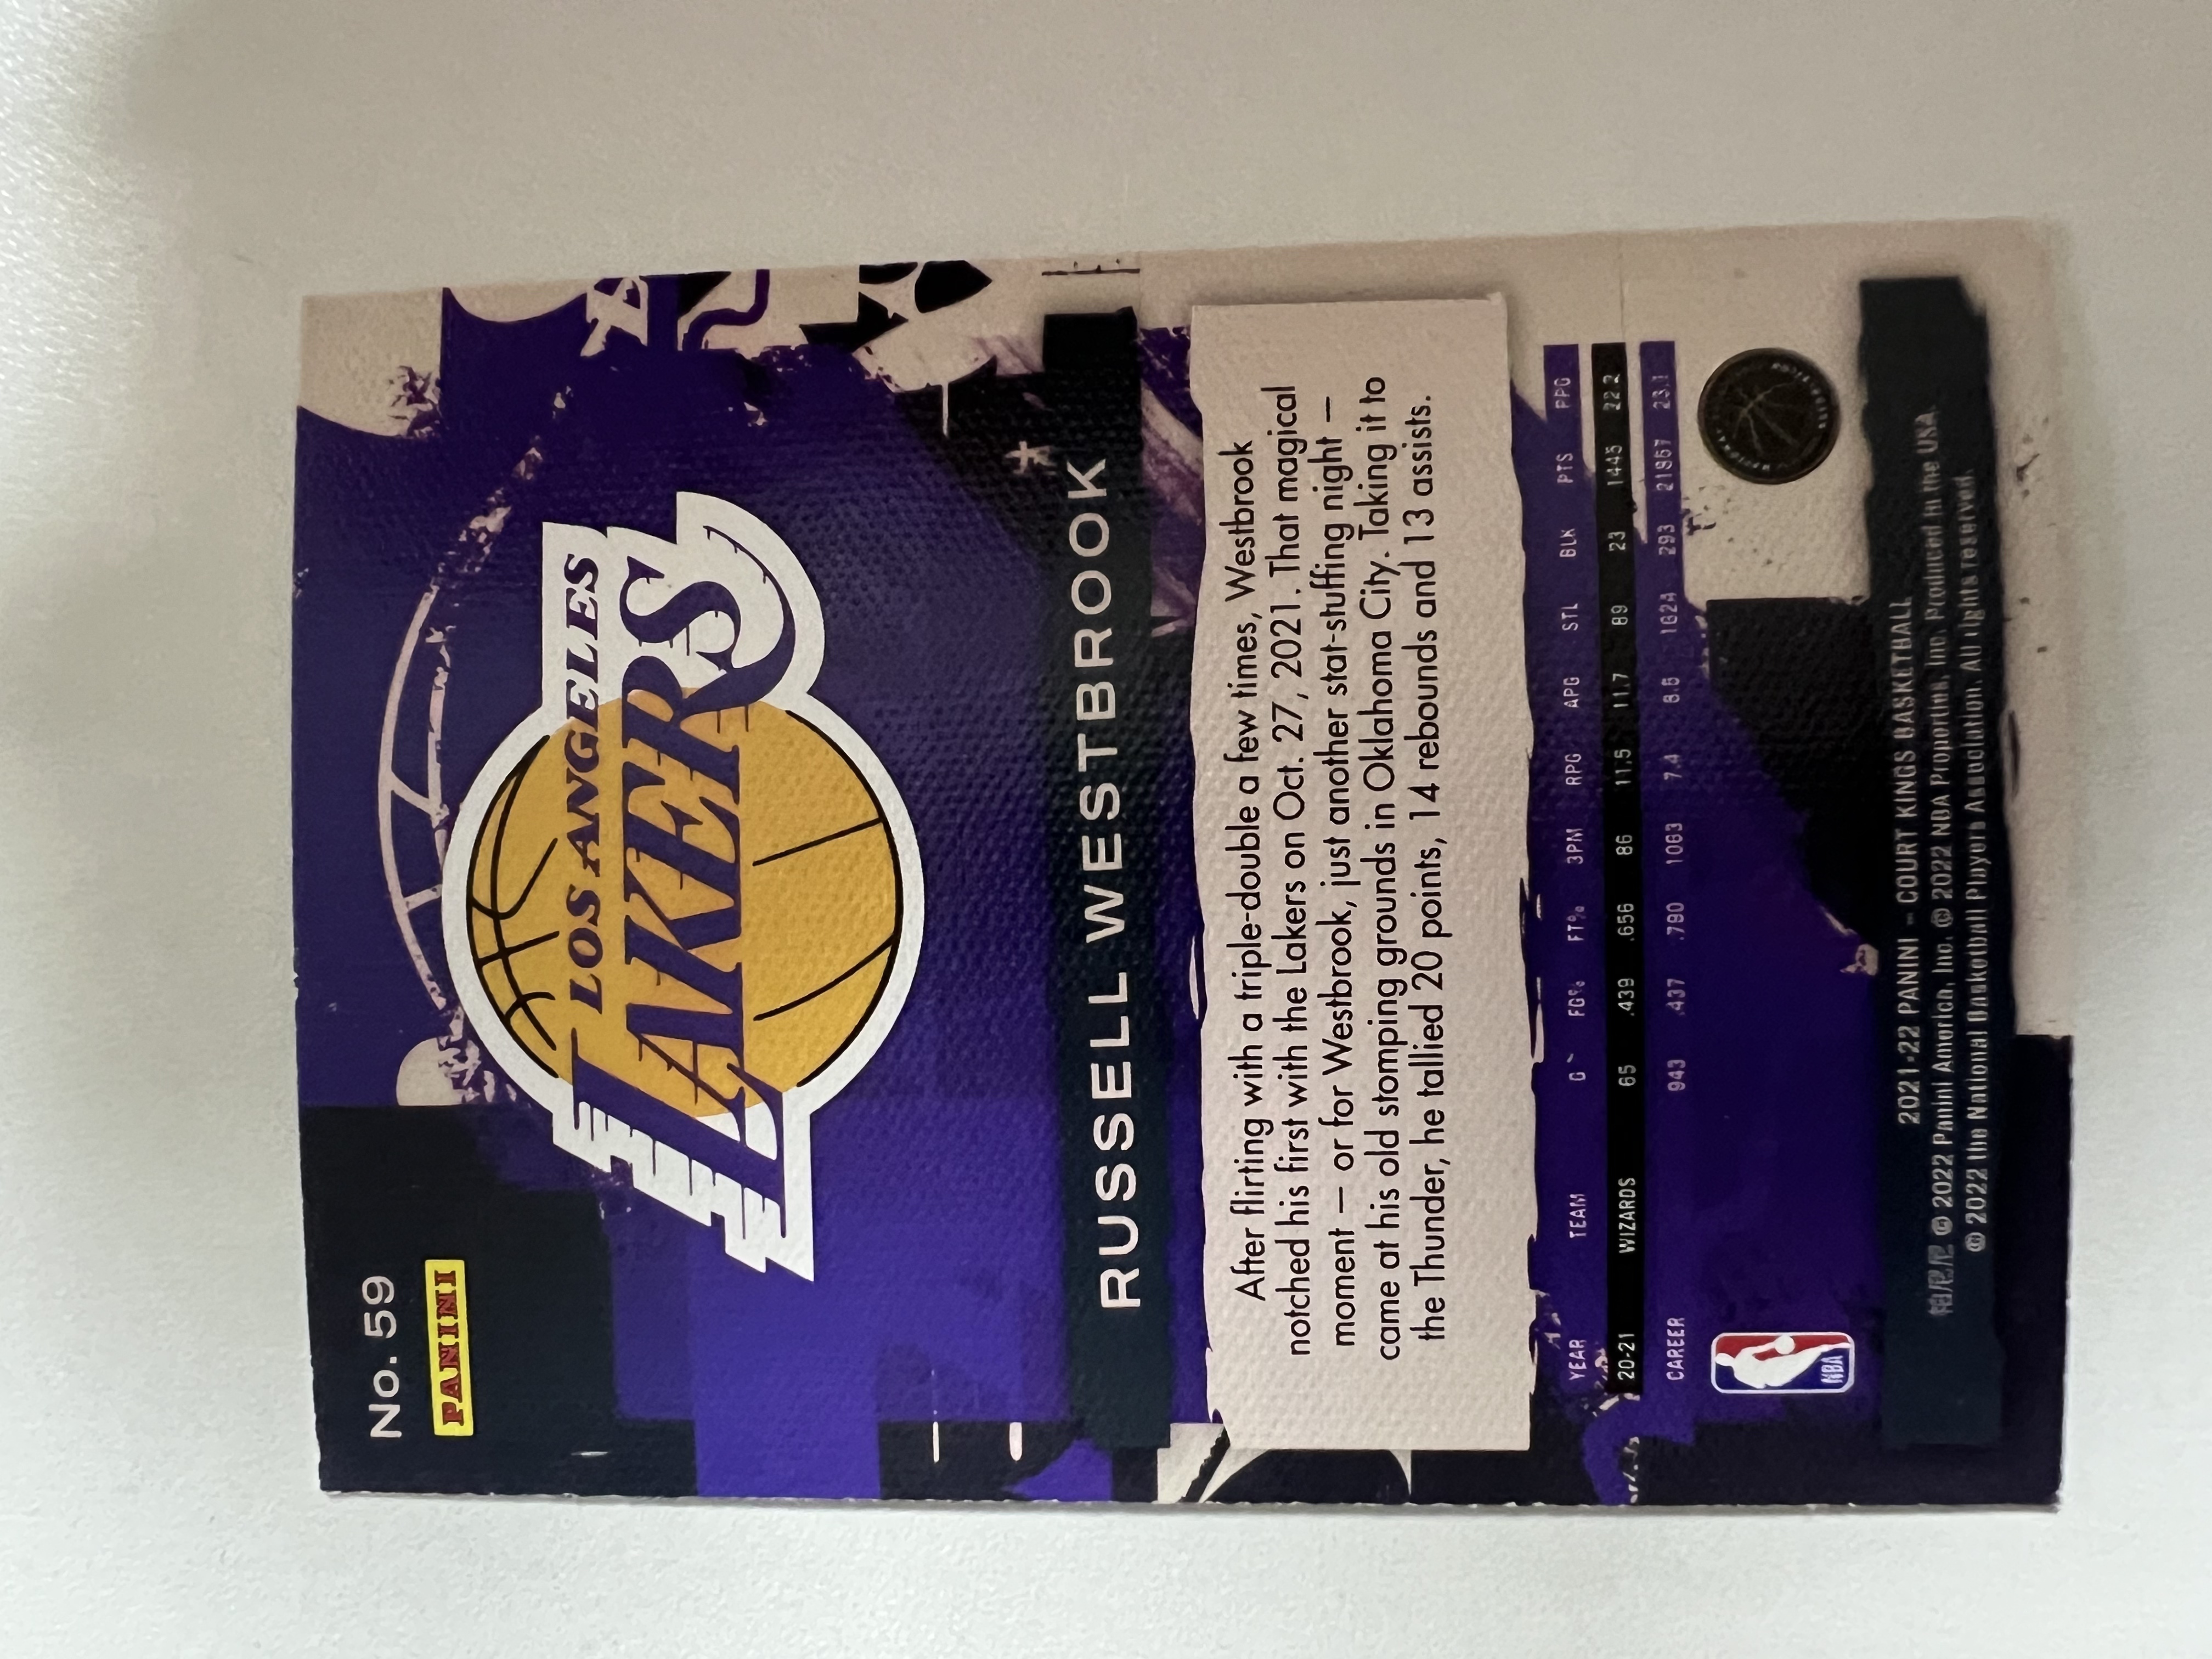 No. 59
PANINI
LOS ANGELES
LAKERS
RUSSELL WESTBROOK
After flirting with a triple-double a few times, Westbrook
notched his first with the Lakers on Oct. 27, 2021. That magical
moment — or for Westbrook, just another stat-stuffing night —
came at his old stomping grounds in Oklahoma City. Taking it to
the Thunder, he tallied 20 points, 14 rebounds and 13 assists.
YEAR TEAM G FG% FT% 3PM RPG APG STL BLK PTS PPG
20-21 WIZARDS 65 .439 .656 86 11.5 11.7 89 23 1445 22.2
CAREER 943 .437 .790 1063 7.4 8.5 1624 293 21857 23.1
NBA
2021-22 PANINI – COURT KINGS BASKETBALL
© 2022 Panini America, Inc. © 2022 NBA Properties, Inc. Produced in the USA.
© 2022 the National Basketball Players Association. All rights reserved.